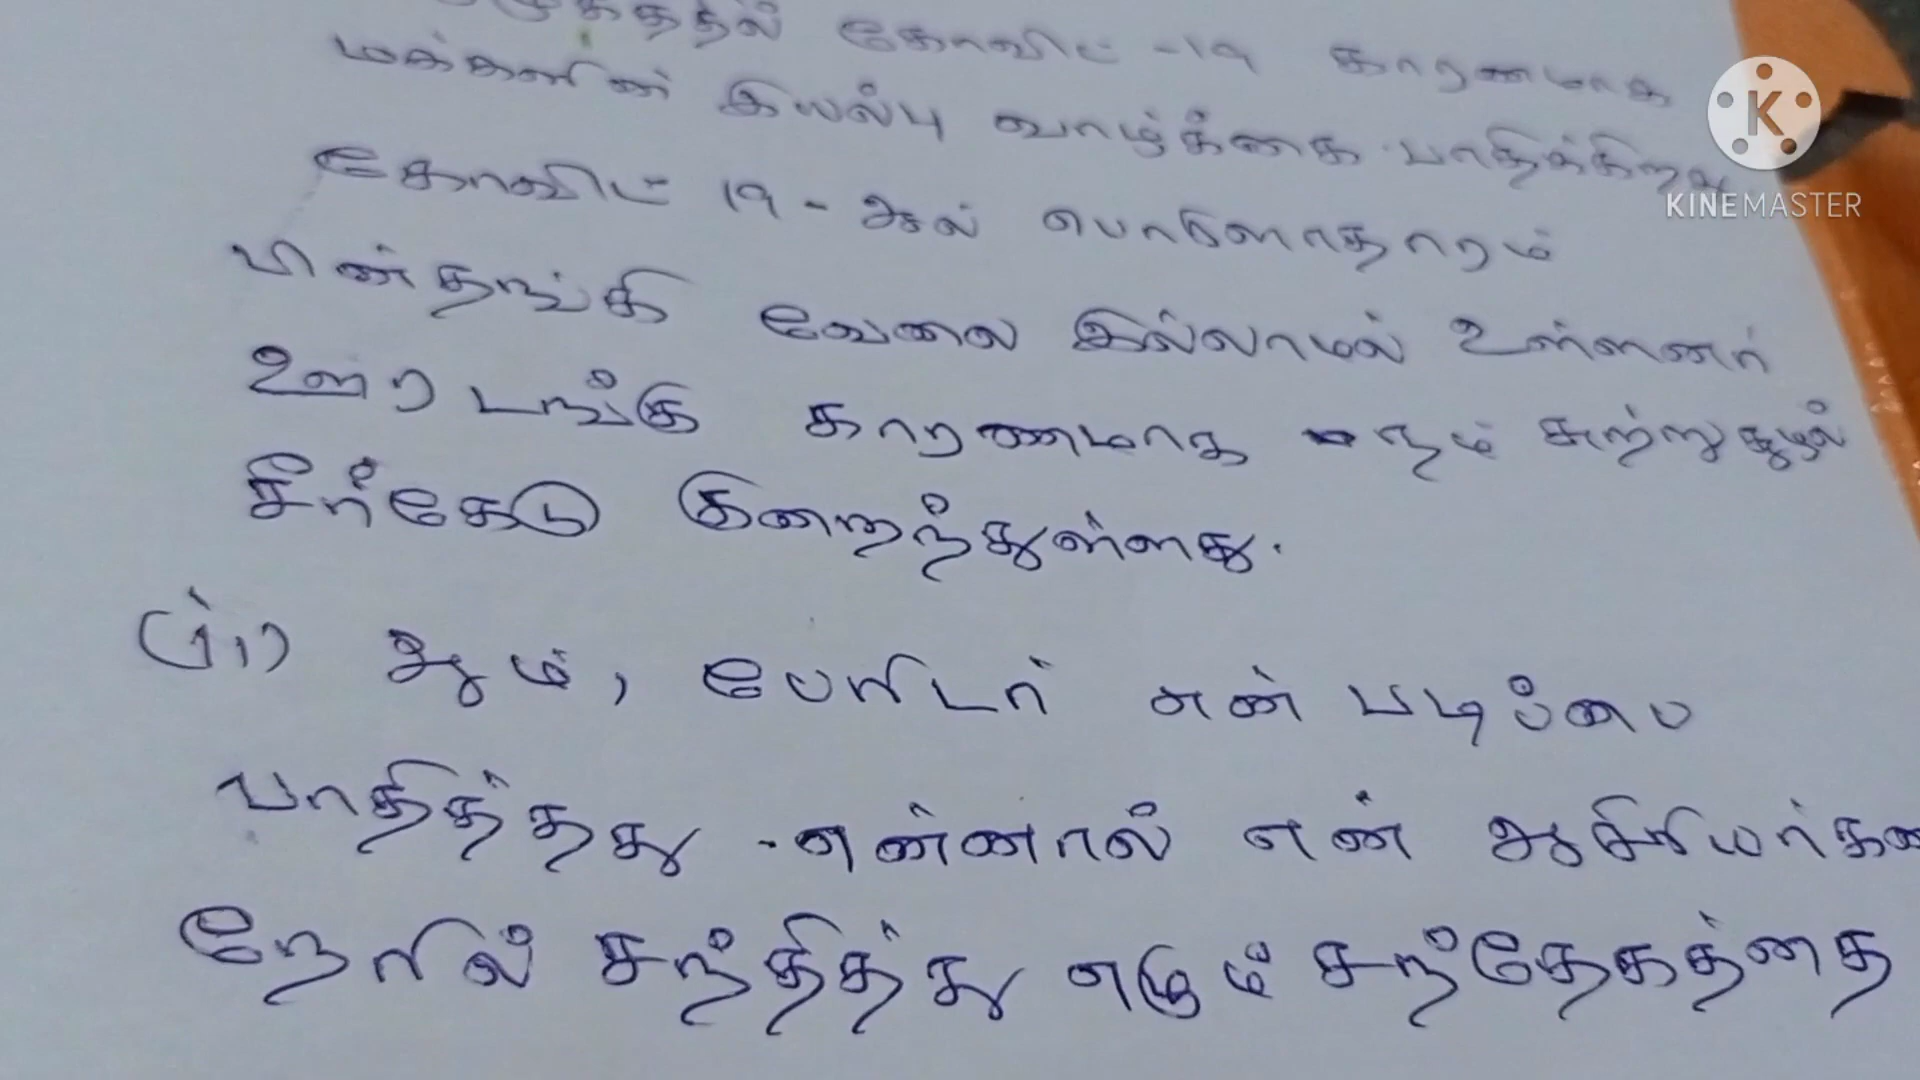 கோவிட் -19 காரணமாக
மக்களின் இயல்பு வாழ்க்கை பாதிக்கிறது
கோவிட் 19 - ஆல் பொருளாதாரம்
பின்தங்கி வேலை இல்லாமல் உள்ளனர்
ஊரடங்கு காரணமாக நம் சுற்றுசூழல்
சீர்கேடு குறைந்துள்ளது.
(ii) ஆம், பேரிடர் என் படிப்பை
பாதித்தது. என்னால் என் ஆசிரியர்கள
நேரில் சந்தித்து எழும் சந்தேகத்தை
K
KINEMASTER